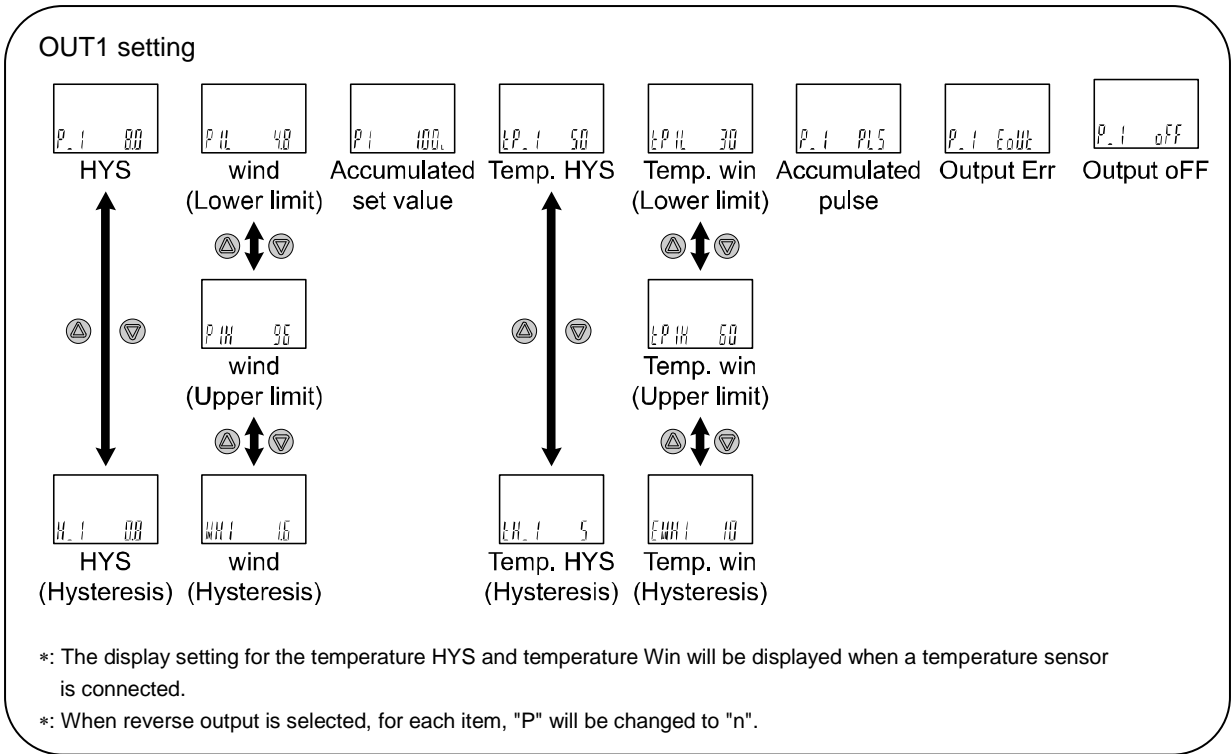 OUT1 setting
P_1 8.0
P1L 4.8
P1 100.
tP_1 50
tP1L 30
P_1 PLS
P_1 EoUt
P_1 oFF
HYS
wind
(Lower limit)
Accumulated
set value
Temp. HYS
Temp. win
(Lower limit)
Accumulated
pulse
Output Err
Output oFF
P1H 9.6
wind
(Upper limit)
tP1H 60
Temp. win
(Upper limit)
H_1 0.8
WH1 1.6
tH_1 5
tWH1 10
HYS
(Hysteresis)
wind
(Hysteresis)
Temp. HYS
(Hysteresis)
Temp. win
(Hysteresis)
*: The display setting for the temperature HYS and temperature Win will be displayed when a temperature sensor
is connected.
*: When reverse output is selected, for each item, "P" will be changed to "n".